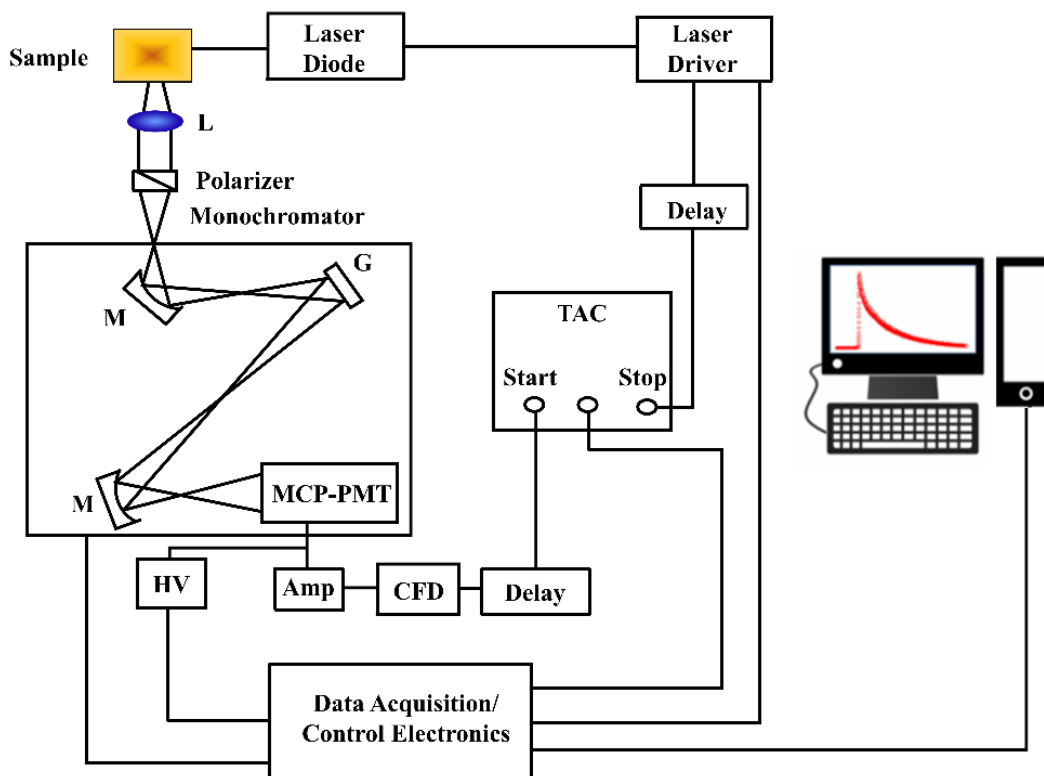 Laser
Diode
Laser
Driver
Sample
L
Polarizer
Monochromator
Delay
G
M
TAC
Start
Stop
M
MCP-PMT
HV
Amp
CFD
Delay
Data Acquisition/
Control Electronics